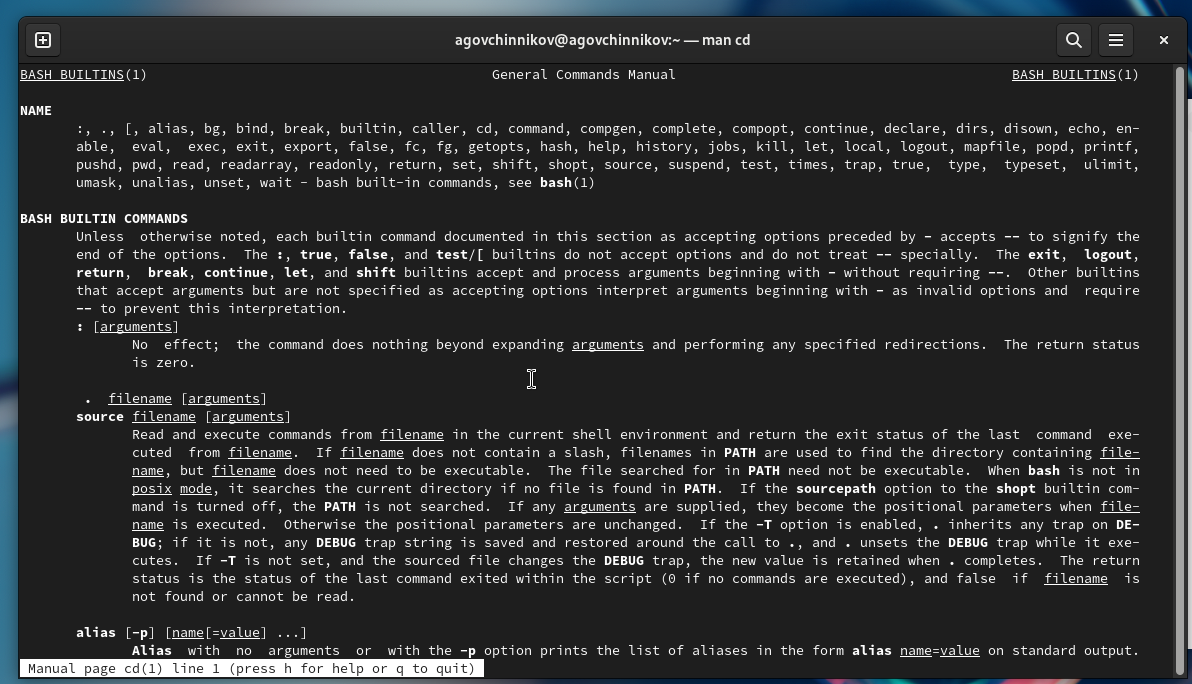 agovchinnikov@agovchinnikov:~ — man cd
BASH BUILTINS(1) General Commands Manual BASH BUILTINS(1)
NAME
:, ., [, alias, bg, bind, break, builtin, caller, cd, command, compgen, complete, compopt, continue, declare, dirs, disown, echo, en-
able, eval, exec, exit, export, false, fc, fg, getopts, hash, help, history, jobs, kill, let, local, logout, mapfile, popd, printf,
pushd, pwd, read, readarray, readonly, return, set, shift, shopt, source, suspend, test, times, trap, true, type, typeset, ulimit,
umask, unalias, unset, wait - bash built-in commands, see bash(1)
BASH BUILTIN COMMANDS
Unless otherwise noted, each builtin command documented in this section as accepting options preceded by - accepts -- to signify the
end of the options. The :, true, false, and test/[ builtins do not accept options and do not treat -- specially. The exit, logout,
return, break, continue, let, and shift builtins accept and process arguments beginning with - without requiring --. Other builtins
that accept arguments but are not specified as accepting options interpret arguments beginning with - as invalid options and require
-- to prevent this interpretation.
: [arguments]
No effect; the command does nothing beyond expanding arguments and performing any specified redirections. The return status
is zero.
. filename [arguments]
source filename [arguments]
Read and execute commands from filename in the current shell environment and return the exit status of the last command exe-
cuted from filename. If filename does not contain a slash, filenames in PATH are used to find the directory containing file-
name, but filename does not need to be executable. The file searched for in PATH need not be executable. When bash is not in
posix mode, it searches the current directory if no file is found in PATH. If the sourcepath option to the shopt builtin com-
mand is turned off, the PATH is not searched. If any arguments are supplied, they become the positional parameters when file-
name is executed. Otherwise the positional parameters are unchanged. If the -T option is enabled, . inherits any trap on DE-
BUG; if it is not, any DEBUG trap string is saved and restored around the call to ., and . unsets the DEBUG trap while it exe-
cutes. If -T is not set, and the sourced file changes the DEBUG trap, the new value is retained when . completes. The return
status is the status of the last command exited within the script (0 if no commands are executed), and false if filename is
not found or cannot be read.
alias [-p] [name[=value] ...]
Alias with no arguments or with the -p option prints the list of aliases in the form alias name=value on standard output.
Manual page cd(1) line 1 (press h for help or q to quit)